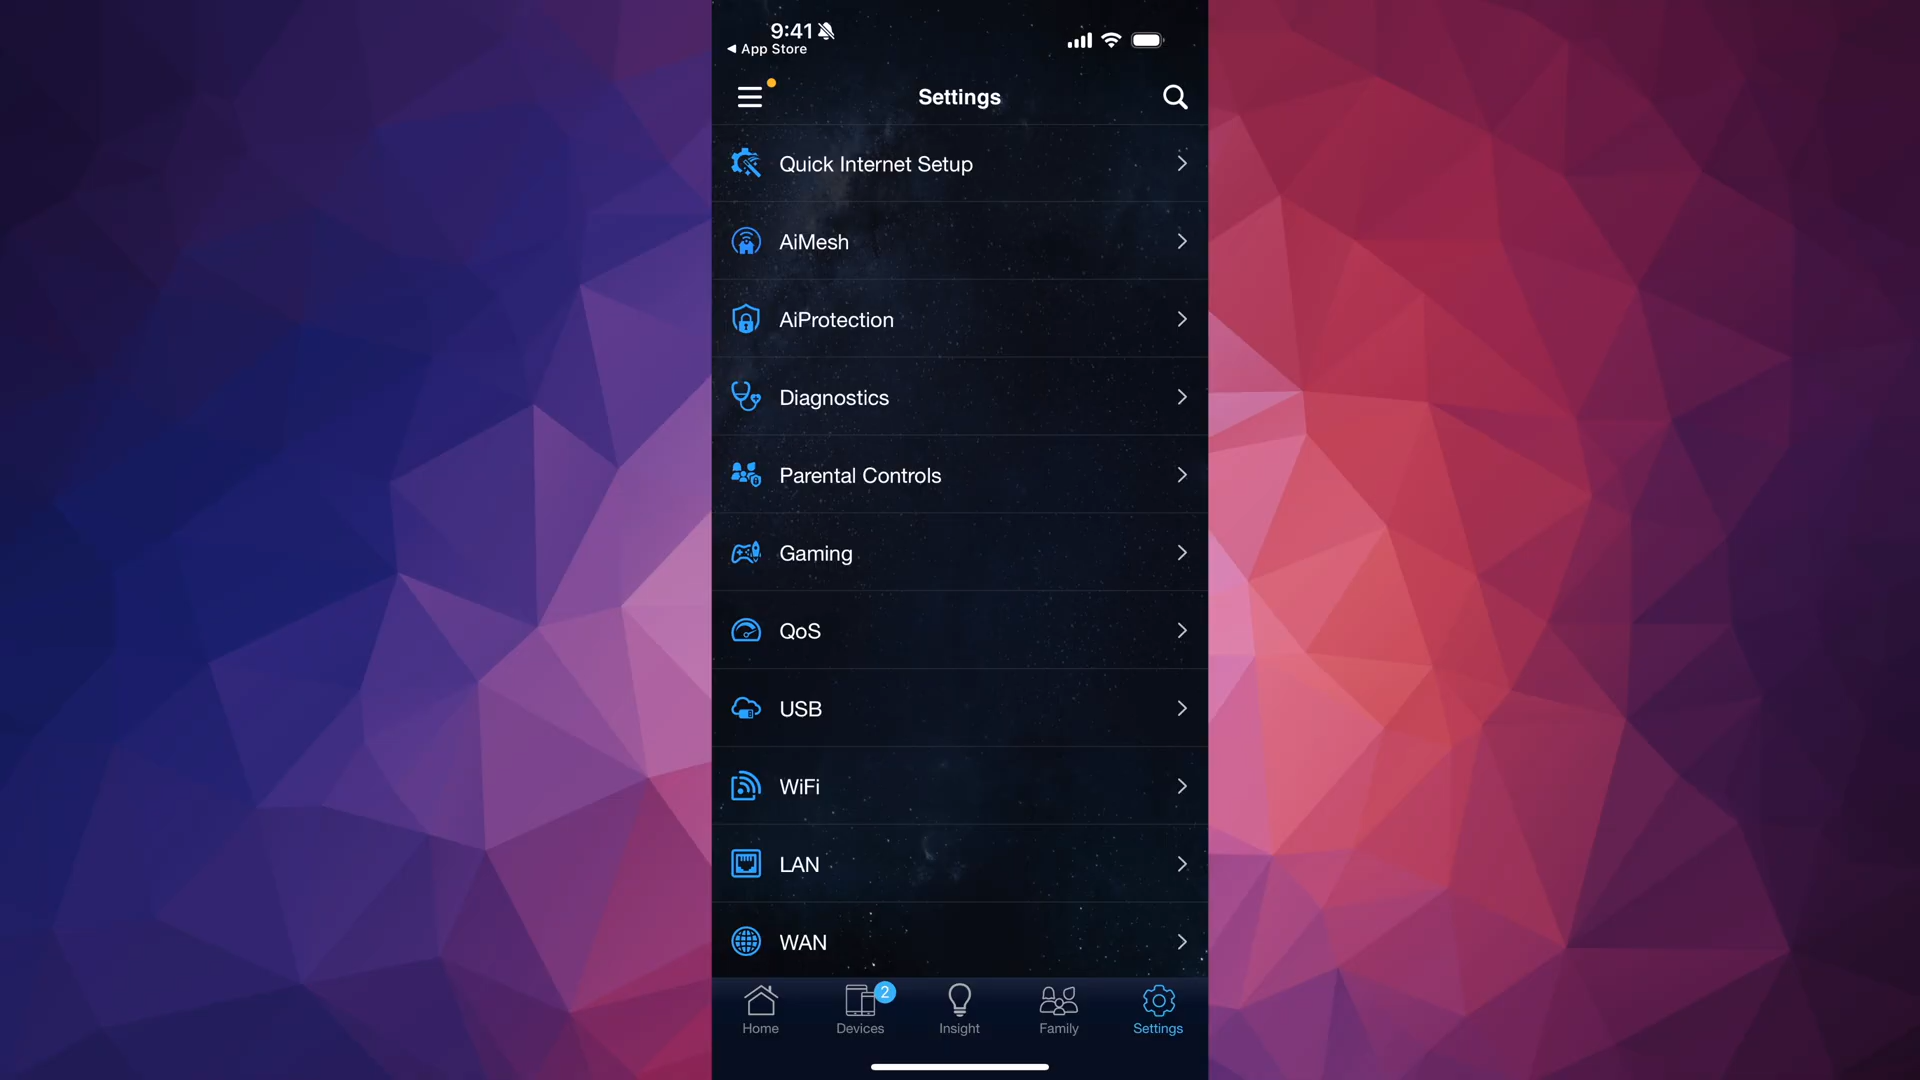 9:41
◀ App Store
Settings
Quick Internet Setup
AiMesh
AiProtection
Diagnostics
Parental Controls
Gaming
QoS
USB
WiFi
LAN
WAN
2
Home
Devices
Insight
Family
Settings